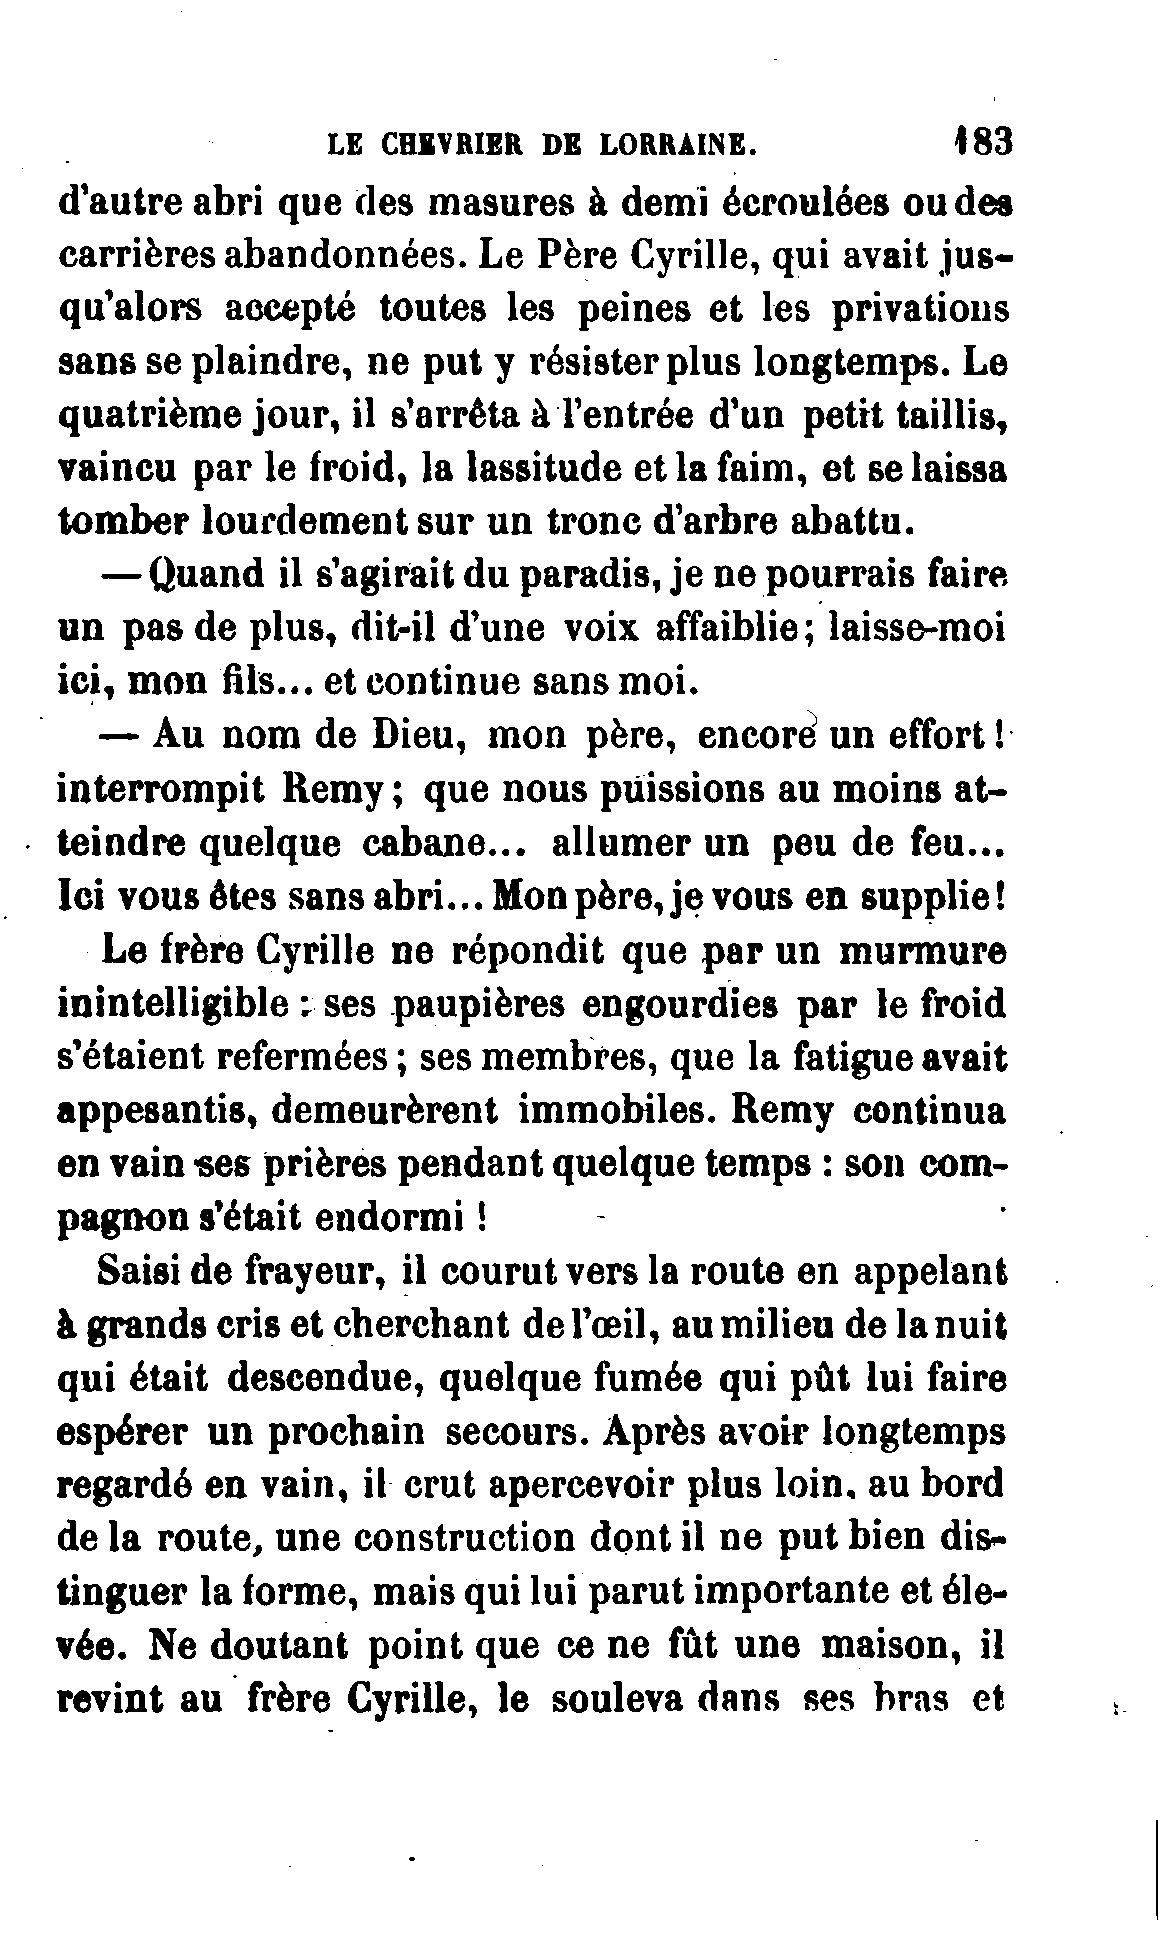 LE CHEVRIER DE LORRAINE. 183
d'autre abri que des masures à demi écroulées ou des
carrières abandonnées. Le Père Cyrille, qui avait jus-
qu'alors accepté toutes les peines et les privations
sans se plaindre, ne put y résister plus longtemps. Le
quatrième jour, il s'arrêta à l'entrée d'un petit taillis,
vaincu par le froid, la lassitude et la faim, et se laissa
tomber lourdement sur un tronc d'arbre abattu.
— Quand il s'agirait du paradis, je ne pourrais faire
un pas de plus, dit-il d'une voix affaiblie; laisse-moi
ici, mon fils... et continue sans moi.
— Au nom de Dieu, mon père, encore un effort !
interrompit Remy ; que nous puissions au moins at-
teindre quelque cabane... allumer un peu de feu...
Ici vous êtes sans abri... Mon père, je vous en supplie!
Le frère Cyrille ne répondit que par un murmure
inintelligible : ses paupières engourdies par le froid
s'étaient refermées ; ses membres, que la fatigue avait
appesantis, demeurèrent immobiles. Remy continua
en vain ses prières pendant quelque temps : son com-
pagnon s'était endormi !
Saisi de frayeur, il courut vers la route en appelant
à grands cris et cherchant de l'œil, au milieu de la nuit
qui était descendue, quelque fumée qui pût lui faire
espérer un prochain secours. Après avoir longtemps
regardé en vain, il crut apercevoir plus loin, au bord
de la route, une construction dont il ne put bien dis-
tinguer la forme, mais qui lui parut importante et éle-
vée. Ne doutant point que ce ne fût une maison, il
revint au frère Cyrille, le souleva dans ses bras et